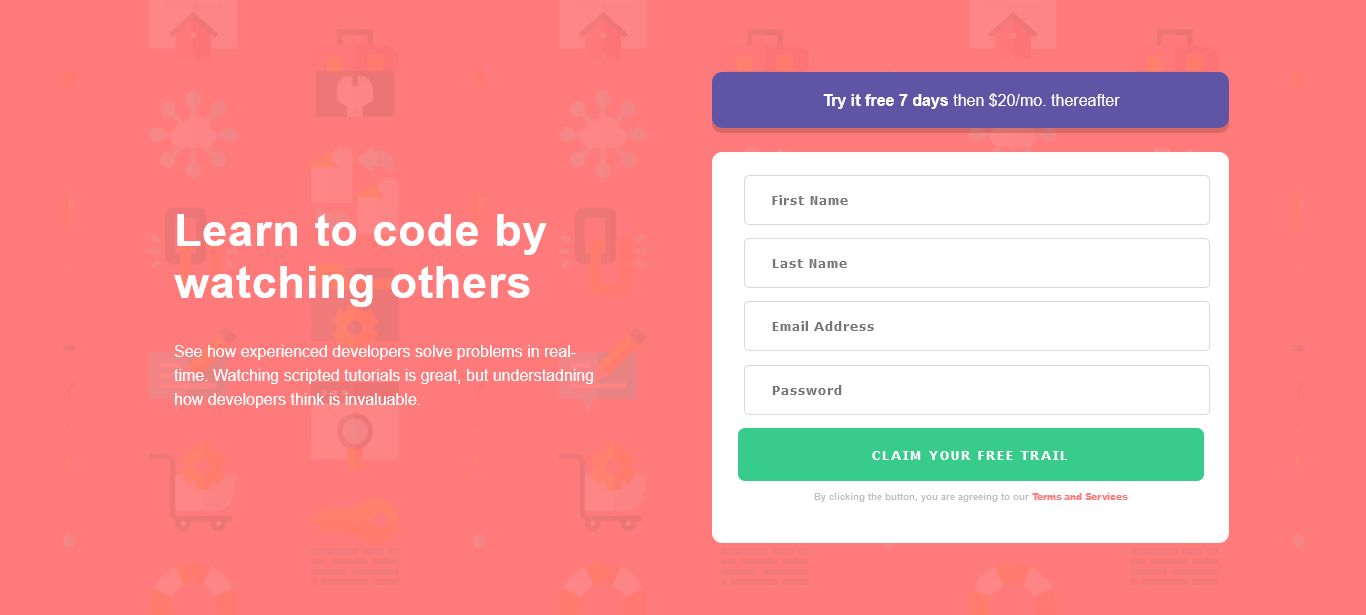 Try it free 7 days then $20/mo. thereafter
Learn to code by
watching others
See how experienced developers solve problems in real-
time. Watching scripted tutorials is great, but understadning
how developers think is invaluable.
First Name
Last Name
Email Address
Password
CLAIM YOUR FREE TRAIL
By clicking the button, you are agreeing to our Terms and Services